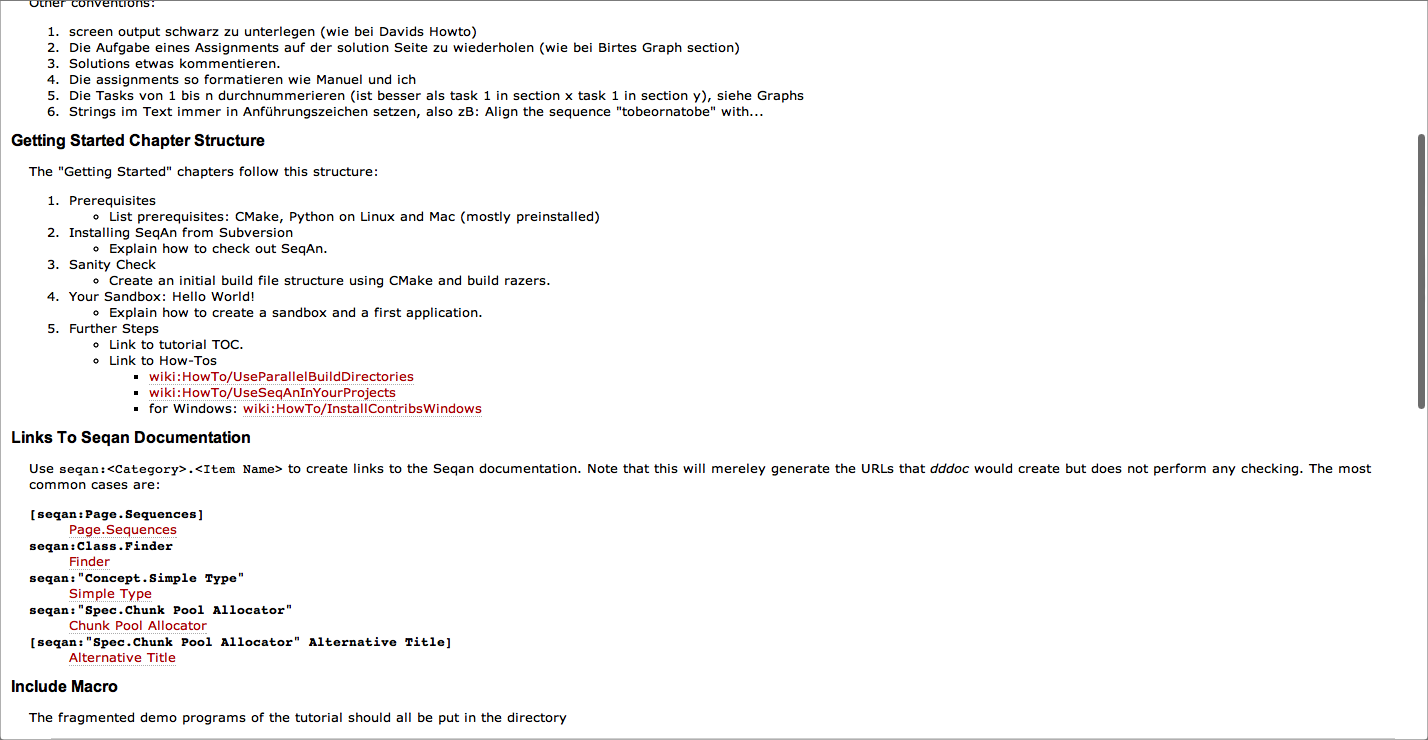 Other conventions:
1. screen output schwarz zu unterlegen (wie bei Davids Howto)
2. Die Aufgabe eines Assignments auf der solution Seite zu wiederholen (wie bei Birtes Graph section)
3. Solutions etwas kommentieren.
4. Die assignments so formatieren wie Manuel und ich
5. Die Tasks von 1 bis n durchnummerieren (ist besser als task 1 in section x task 1 in section y), siehe Graphs
6. Strings im Text immer in Anführungszeichen setzen, also zB: Align the sequence "tobeornatobe" with...
Getting Started Chapter Structure
The "Getting Started" chapters follow this structure:
1. Prerequisites
◦ List prerequisites: CMake, Python on Linux and Mac (mostly preinstalled)
2. Installing SeqAn from Subversion
◦ Explain how to check out SeqAn.
3. Sanity Check
◦ Create an initial build file structure using CMake and build razers.
4. Your Sandbox: Hello World!
◦ Explain how to create a sandbox and a first application.
5. Further Steps
◦ Link to tutorial TOC.
◦ Link to How-Tos
▪ wiki:HowTo/UseParallelBuildDirectories
▪ wiki:HowTo/UseSeqAnInYourProjects
▪ for Windows: wiki:HowTo/InstallContribsWindows
Links To Seqan Documentation
Use seqan:<Category>.<Item Name> to create links to the Seqan documentation. Note that this will mereley generate the URLs that dddoc would create but does not perform any checking. The most
common cases are:
[seqan:Page.Sequences]
Page.Sequences
seqan:Class.Finder
Finder
seqan:"Concept.Simple Type"
Simple Type
seqan:"Spec.Chunk Pool Allocator"
Chunk Pool Allocator
[seqan:"Spec.Chunk Pool Allocator" Alternative Title]
Alternative Title
Include Macro
The fragmented demo programs of the tutorial should all be put in the directory